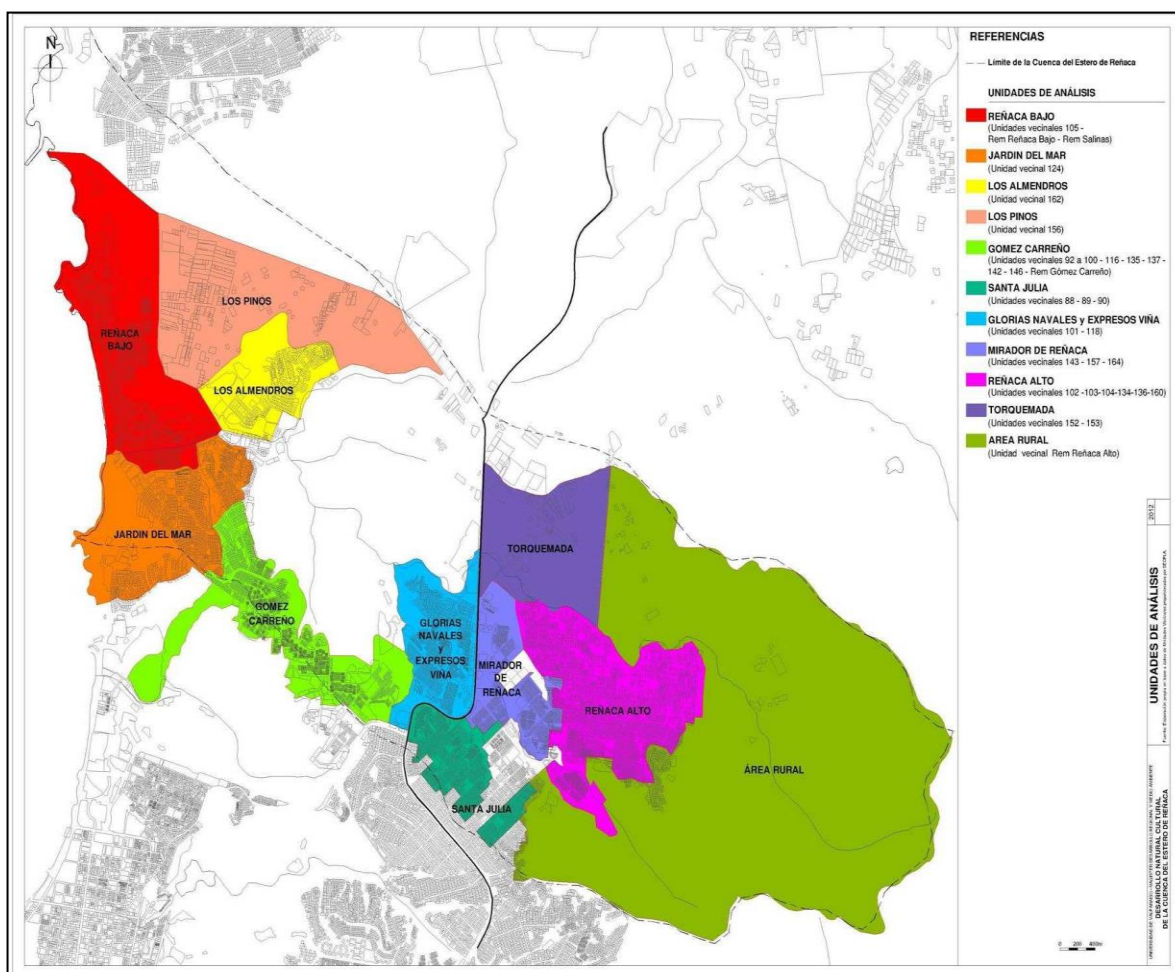 N
REFERENCIAS
Límite de la Cuenca del Estero de Reñaca
UNIDADES DE ANÁLISIS
REÑACA BAJO
(Unidades vecinales 105 -
Rem Reñaca Bajo - Rem Salinas)
JARDIN DEL MAR
(Unidad vecinal 124)
LOS ALMENDROS
(Unidad vecinal 162)
LOS PINOS
(Unidad vecinal 156)
GOMEZ CARREÑO
(Unidades vecinales 92 a 100 - 116 - 135 - 137 -
142 - 146 - Rem Gómez Carreño)
SANTA JULIA
(Unidades vecinales 88 - 89 - 90)
GLORIAS NAVALES y EXPRESOS VIÑA
(Unidades vecinales 101 - 118)
MIRADOR DE REÑACA
(Unidades vecinales 143 - 157 - 164)
REÑACA ALTO
(Unidades vecinales 102 -103-104-134-136-160)
TORQUEMADA
(Unidades vecinales 152 - 153)
AREA RURAL
(Unidad vecinal Rem Reñaca Alto)
LOS PINOS
REÑACA
BAJO
LOS ALMENDROS
JARDIN DEL MAR
TORQUEMADA
GOMEZ
CARREÑO
GLORIAS
NAVALES
y
EXPRESOS
VIÑA
MIRADOR
DE
REÑACA
REÑACA ALTO
ÁREA RURAL
SANTA JULIA
2012
UNIDADES DE ANÁLISIS
DESARROLLO NATURAL CULTURAL
DE LA CUENCA DEL ESTERO DE REÑACA
0 200 400m